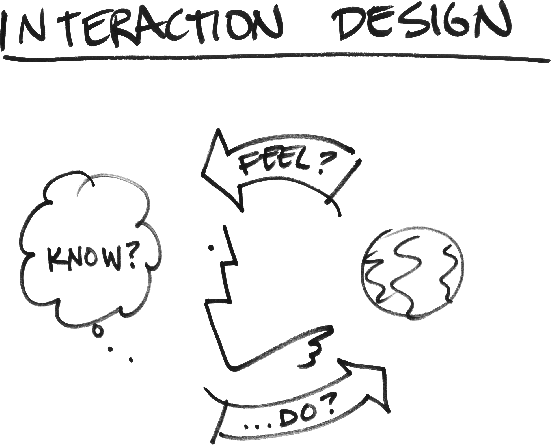 INTERACTION DESIGN
FEEL?
KNOW?
...DO?